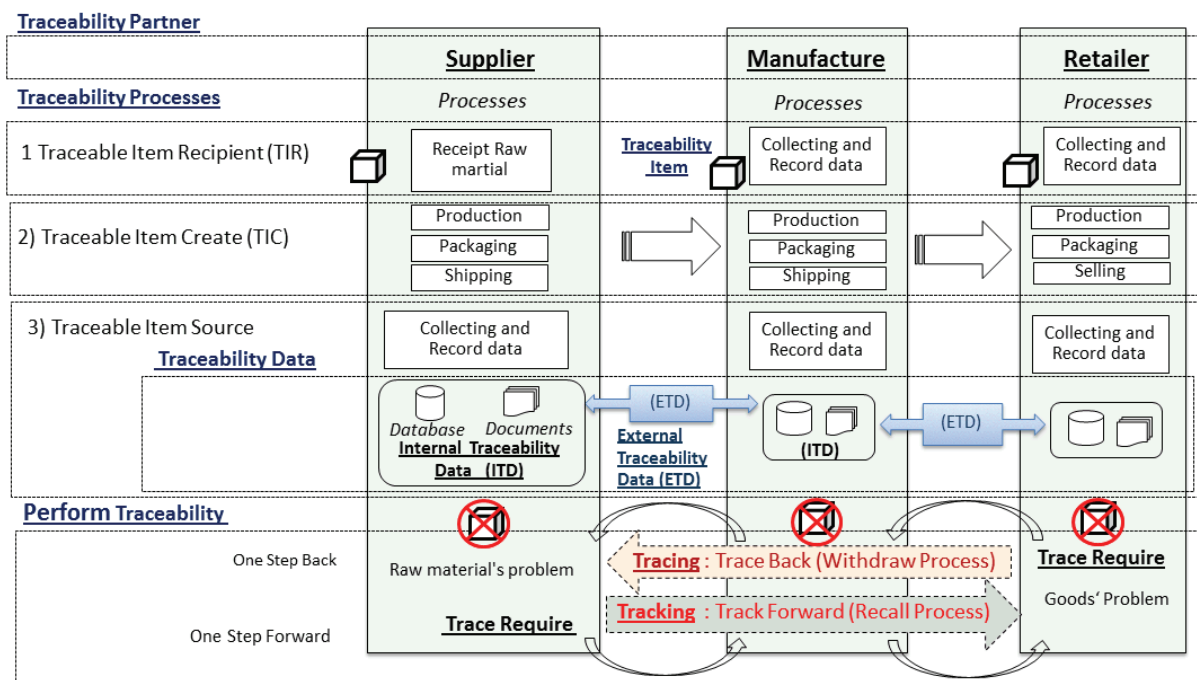 Traceability Partner
Supplier
Manufacture
Retailer
Traceability Processes
Processes
Processes
Processes
1 Traceable Item Recipient (TIR)
Receipt Raw
martial
Traceability
Item
Collecting and
Record data
Collecting and
Record data
2) Traceable Item Create (TIC)
Production
Packaging
Shipping
Production
Packaging
Shipping
Production
Packaging
Selling
3) Traceable Item Source
Collecting and
Record data
Collecting and
Record data
Collecting and
Record data
Traceability Data
Database
Documents
Internal Traceability
Data (ITD)
(ETD)
External
Traceability
Data (ETD)
(ITD)
(ETD)
Perform Traceability
One Step Back
Raw material's problem
Tracing : Trace Back (Withdraw Process)
Trace Require
Goods‘ Problem
One Step Forward
Trace Require
Tracking : Track Forward (Recall Process)